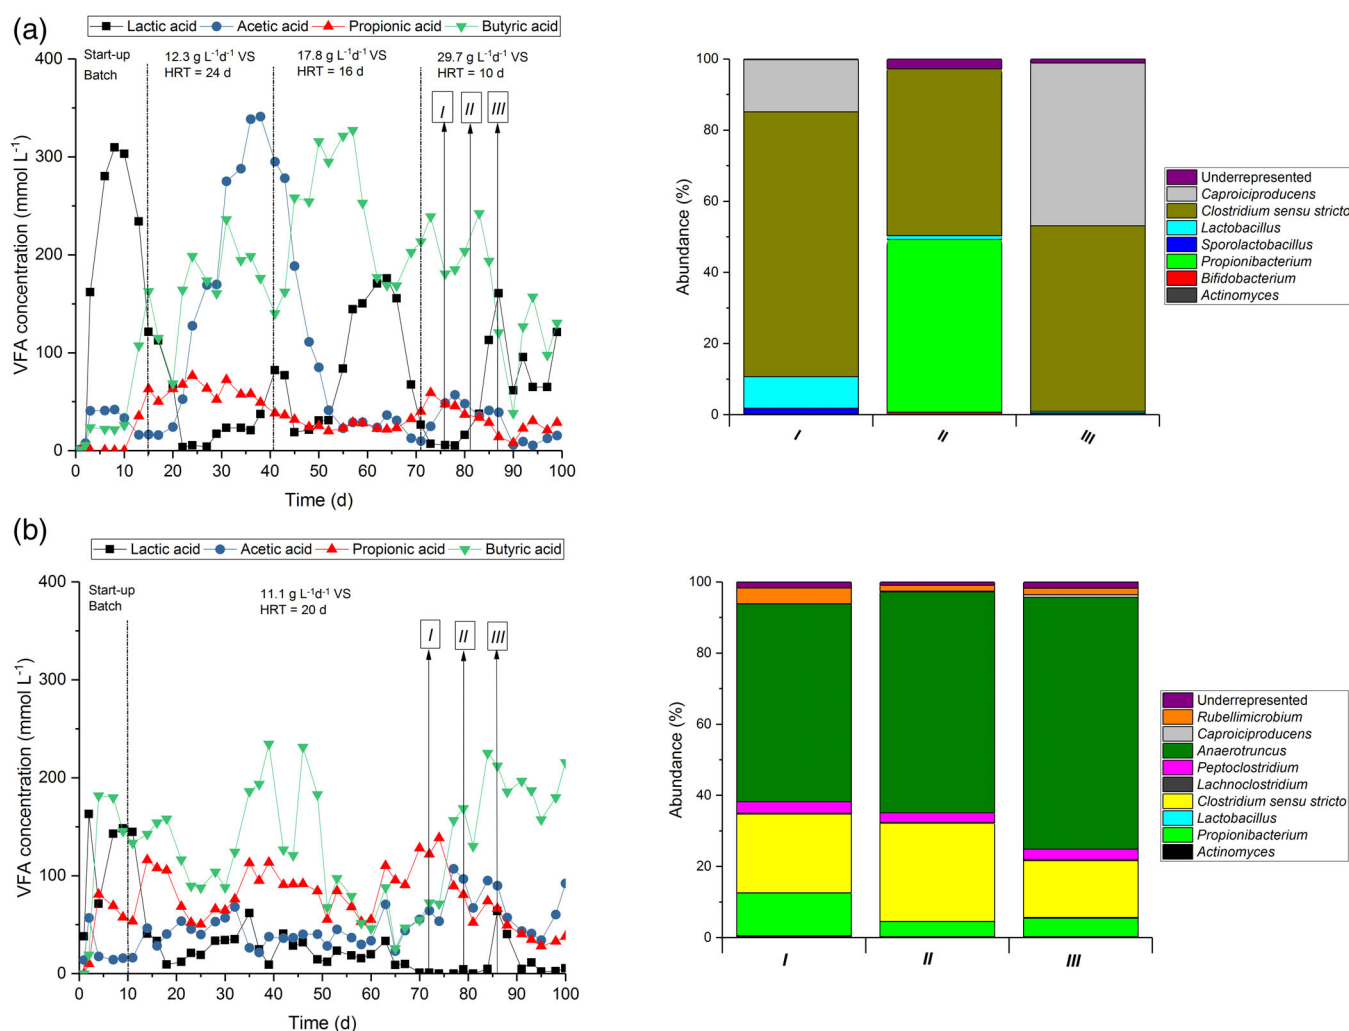 (a)
Lactic acid Acetic acid Propionic acid Butyric acid
Start-up
Batch
12.3 g L⁻¹d⁻¹ VS
HRT = 24 d
17.8 g L⁻¹d⁻¹ VS
HRT = 16 d
29.7 g L⁻¹d⁻¹ VS
HRT = 10 d
I II III
VFA concentration (mmol L⁻¹)
400
300
200
100
0
0 10 20 30 40 50 60 70 80 90 100
Time (d)
Abundance (%)
100
80
60
40
20
0
I II III
Underrepresented
Caproiciproducens
Clostridium sensu stricto
Lactobacillus
Sporolactobacillus
Propionibacterium
Bifidobacterium
Actinomyces
(b)
Lactic acid Acetic acid Propionic acid Butyric acid
Start-up
Batch
11.1 g L⁻¹d⁻¹ VS
HRT = 20 d
I II III
VFA concentration (mmol L⁻¹)
400
300
200
100
0
0 10 20 30 40 50 60 70 80 90 100
Time (d)
Abundance (%)
100
80
60
40
20
0
I II III
Underrepresented
Rubellimicrobium
Caproiciproducens
Anaerotruncus
Peptoclostridium
Lachnoclostridium
Clostridium sensu stricto
Lactobacillus
Propionibacterium
Actinomyces